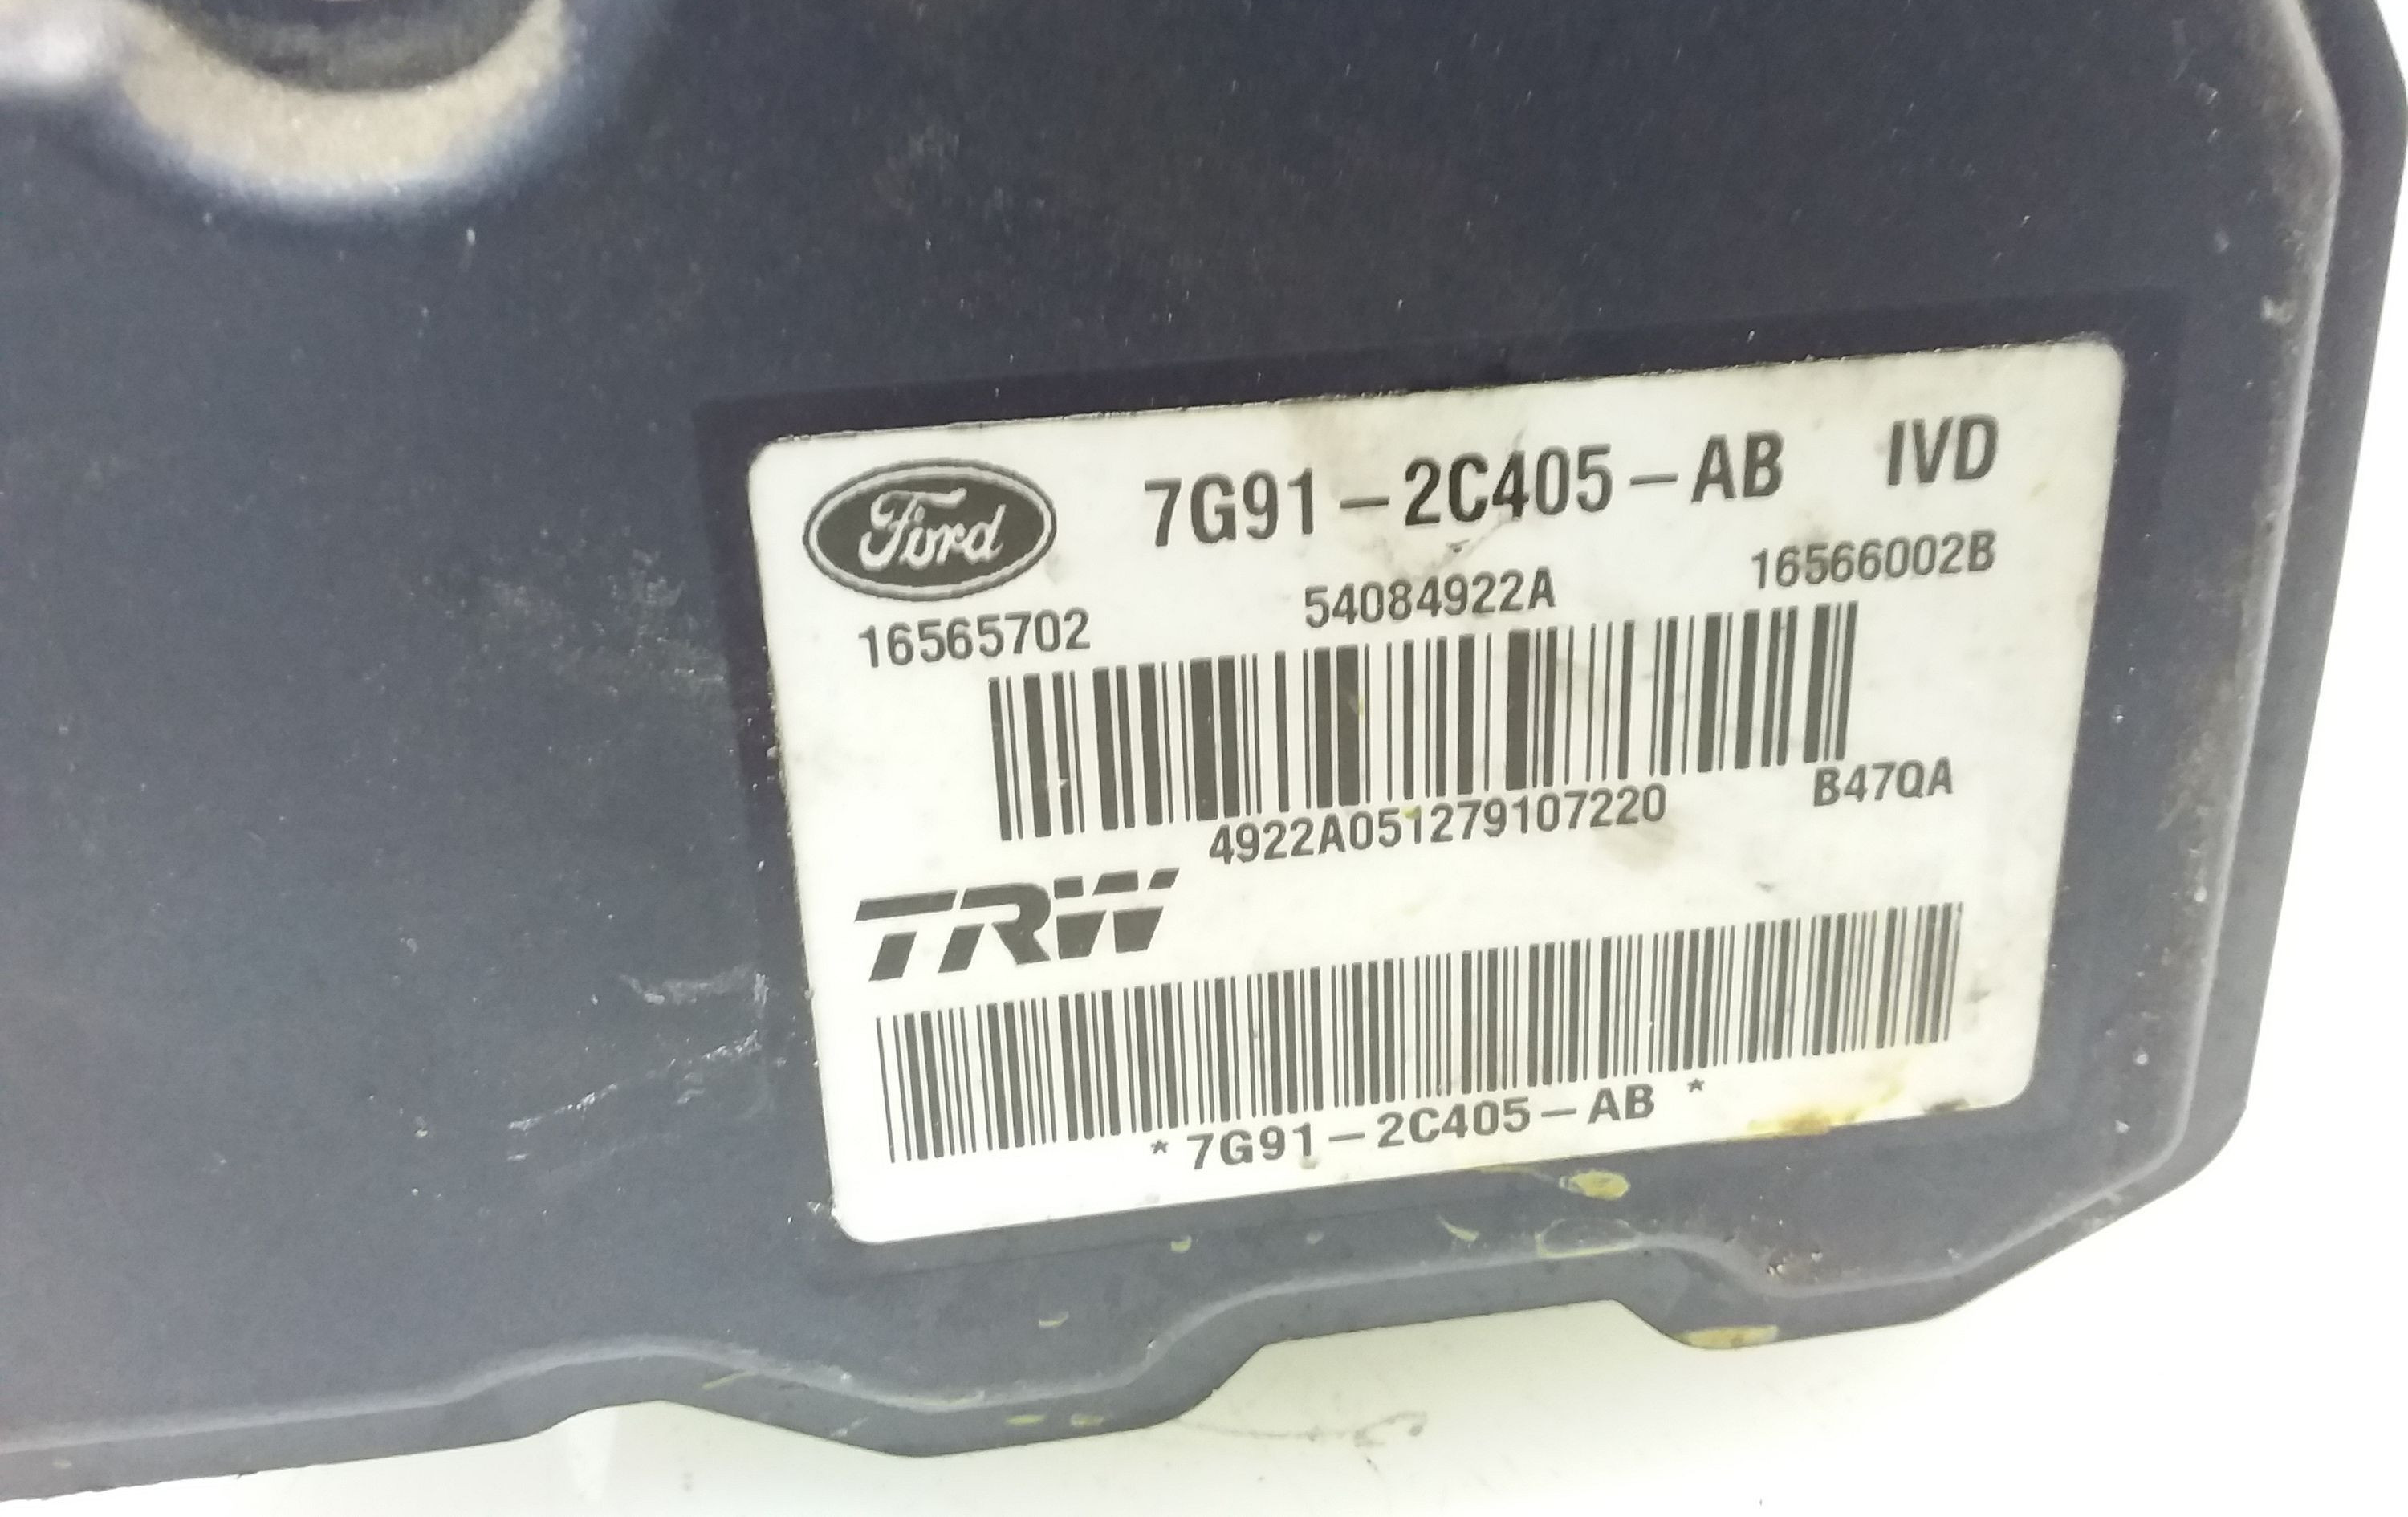 Ford 7G91-2C405-AB IVD
16565702 54084922A 16566002B
4922A051279107220 B47QA
TRW
*7G91-2C405-AB*